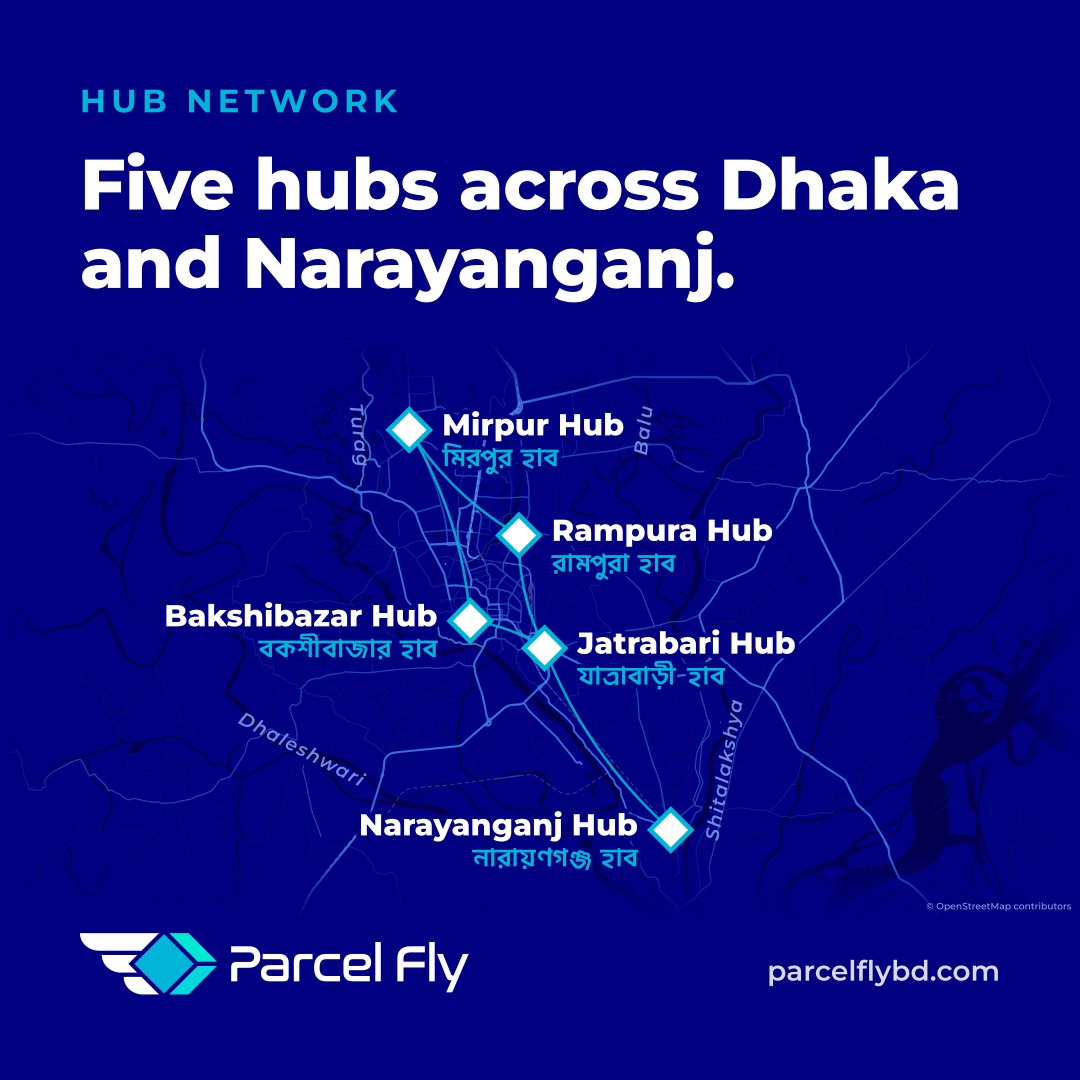 HUB NETWORK
Five hubs across Dhaka
and Narayanganj.
Turag
Mirpur Hub
মিরপুর হাব
Balu
Rampura Hub
রামপুরা হাব
Bakshibazar Hub
বকশীবাজার হাব
Jatrabari Hub
যাত্রাবাড়ী হাব
Dhaleshwari
Shitalakshya
Narayanganj Hub
নারায়ণগঞ্জ হাব
© OpenStreetMap contributors
Parcel Fly
parcelflybd.com